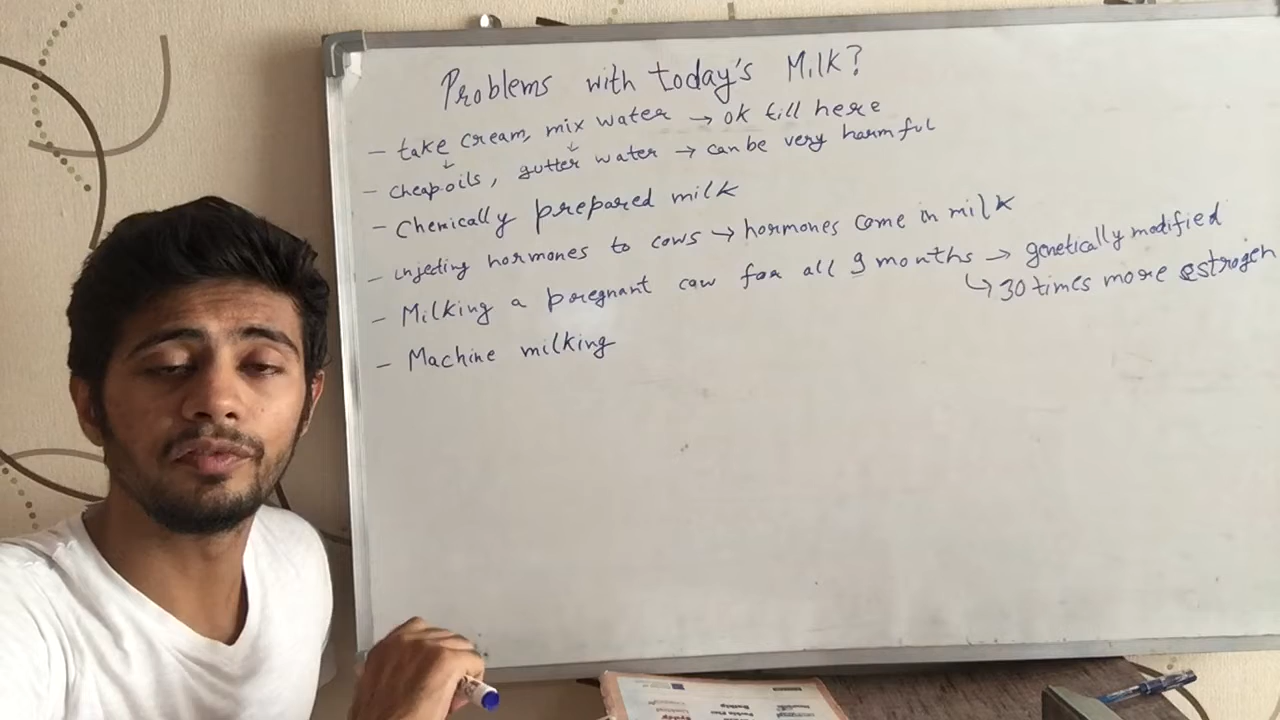 Problems with today's Milk?
- take cream, mix water → ok till here
↓ ↓
- cheap oils, gutter water → can be very harmful
- Chemically prepared milk
- injecting hormones to cows → hormones come in milk
- Milking a pregnant cow for all 9 months → genetically modified
↳ 30 times more estrogen
- Machine milking